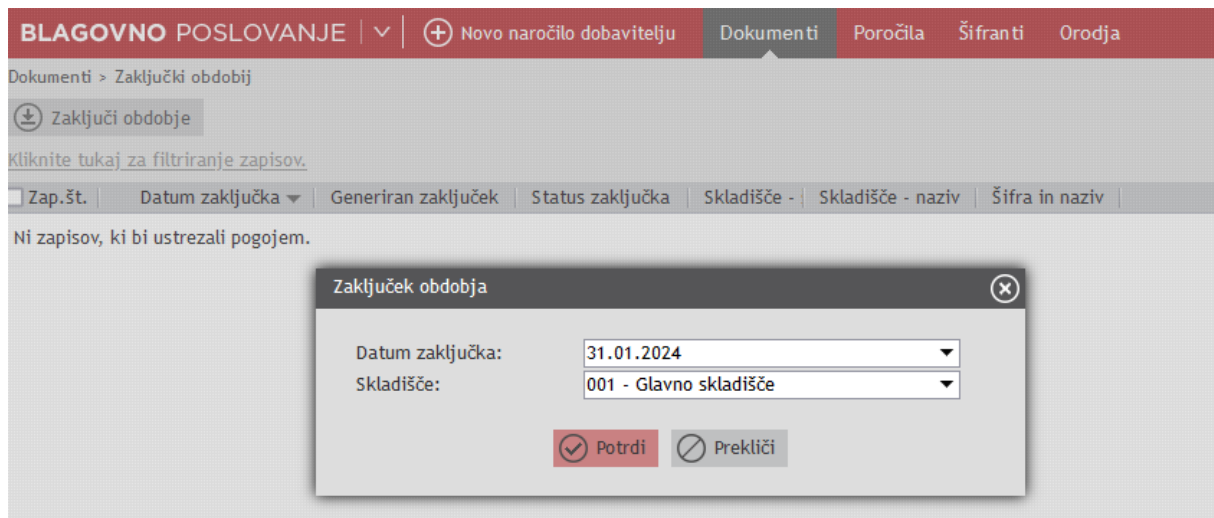 BLAGOVNO POSLOVANJE Novo naročilo dobavitelju Dokumenti Poročila Šifranti Orodja
Dokumenti > Zaključki obdobij
Zaključi obdobje
Kliknite tukaj za filtriranje zapisov.
Zap.št. Datum zaključka Generiran zaključek Status zaključka Skladišče - Skladišče - naziv Šifra in naziv
Ni zapisov, ki bi ustrezali pogojem.
Zaključek obdobja
Datum zaključka: 31.01.2024
Skladišče: 001 - Glavno skladišče
Potrdi Prekliči